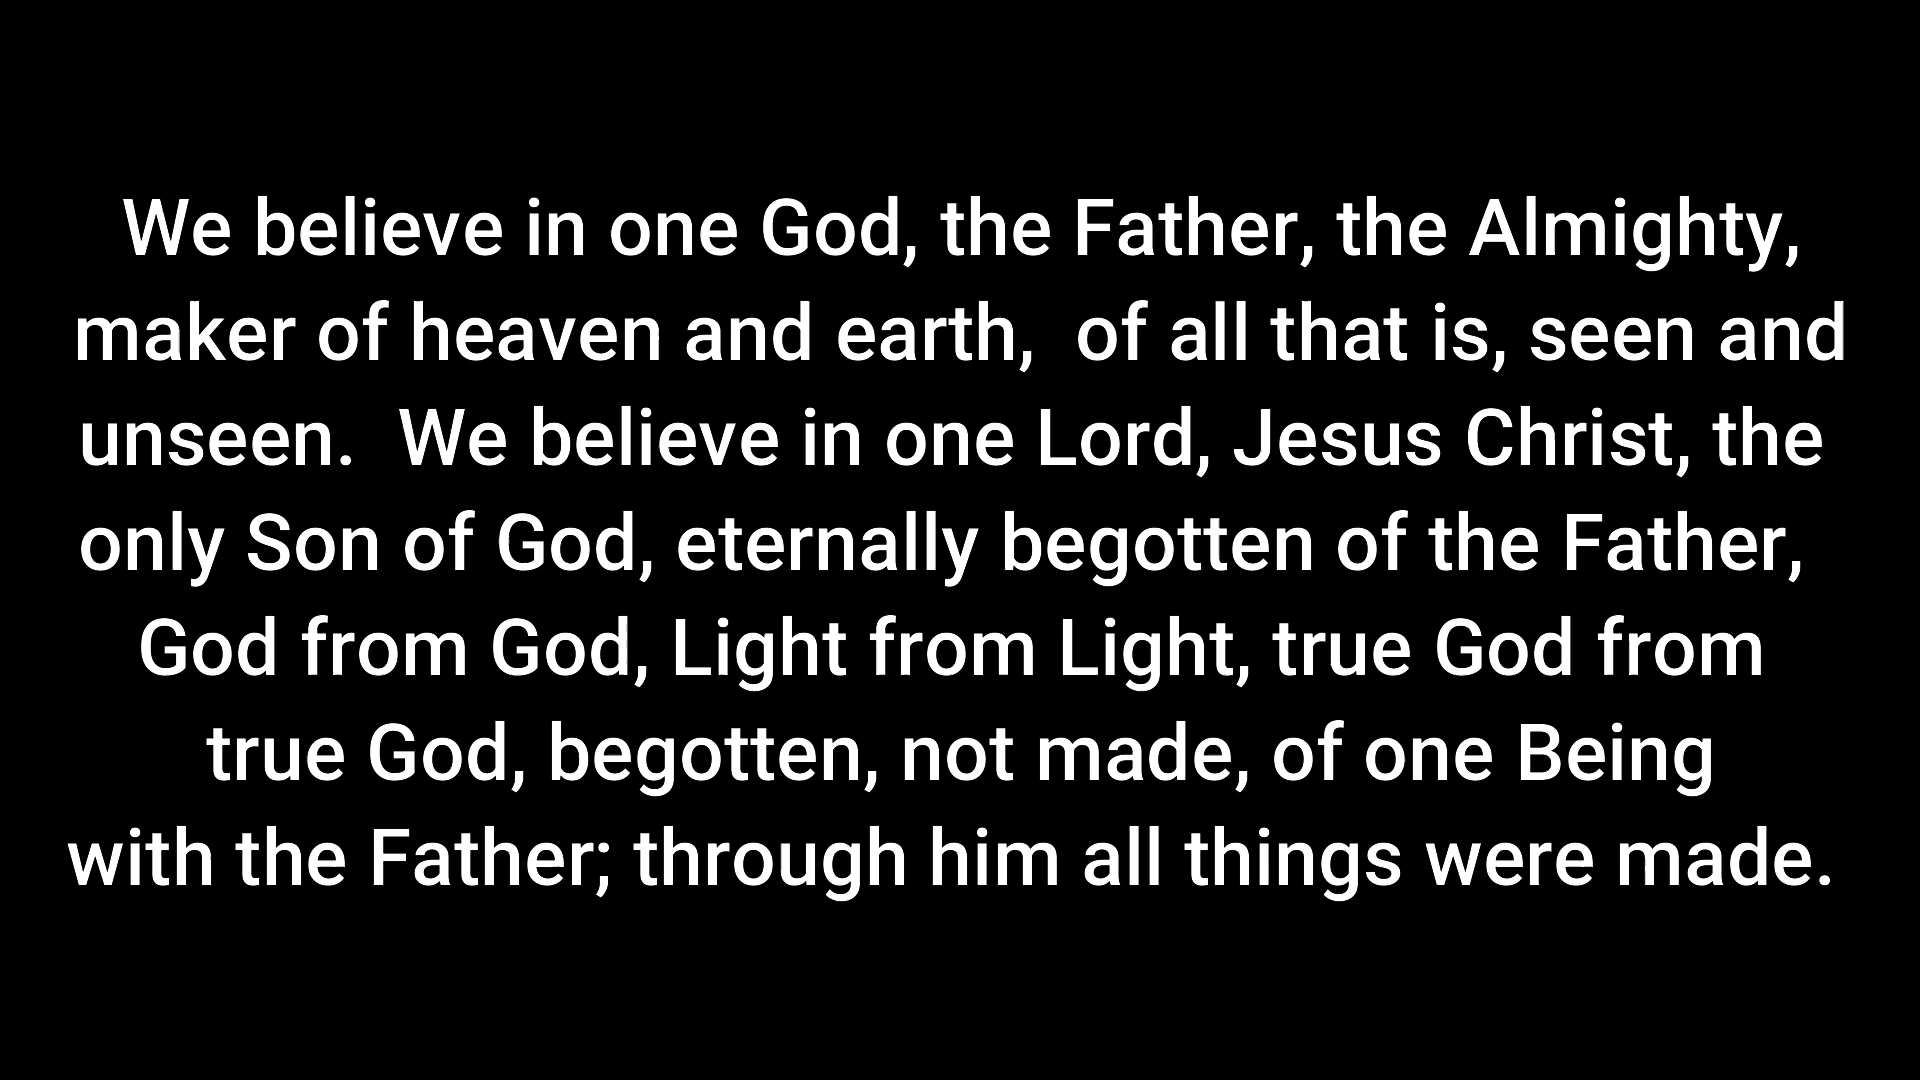 We believe in one God, the Father, the Almighty,
maker of heaven and earth,  of all that is, seen and
unseen.  We believe in one Lord, Jesus Christ, the
only Son of God, eternally begotten of the Father,
God from God, Light from Light, true God from
true God, begotten, not made, of one Being
with the Father; through him all things were made.